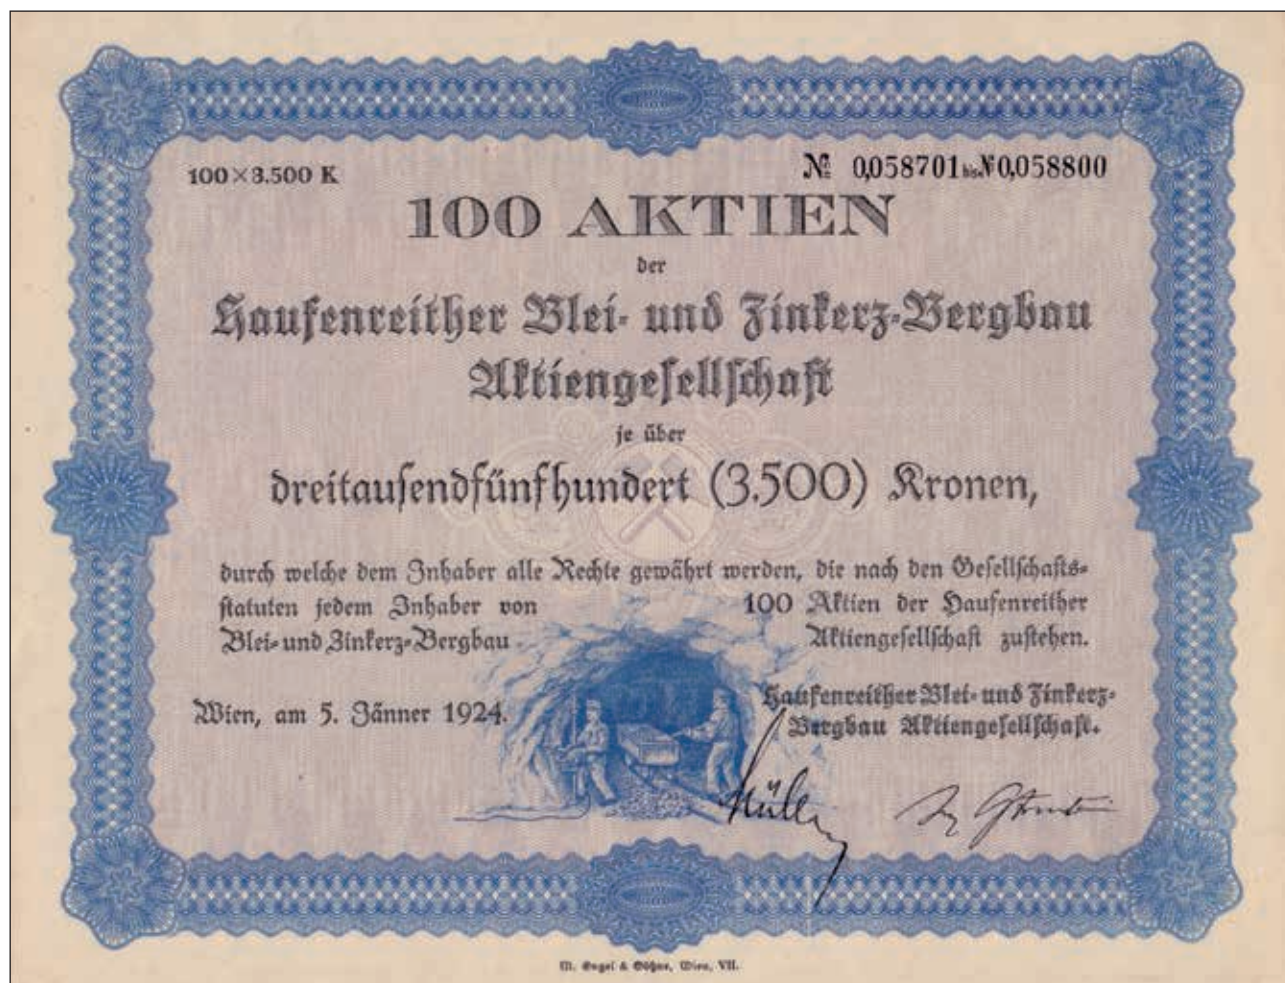 100×3.500 K
№ 0,058701 bis № 0,058800
100 AKTIEN
der
Haufenreither Blei- und Zinkerz-Bergbau
Aktiengesellschaft
je über
dreitausendfünfhundert (3.500) Kronen,
durch welche dem Inhaber alle Rechte gewährt werden, die nach den Gesellschafts-
statuten jedem Inhaber von 100 Aktien der Haufenreither
Blei- und Zinkerz-Bergbau Aktiengesellschaft zustehen.
Wien, am 5. Jänner 1924.
Haufenreither Blei- und Zinkerz-
Bergbau Aktiengesellschaft.
M. Engel & Söhne, Wien, VII.